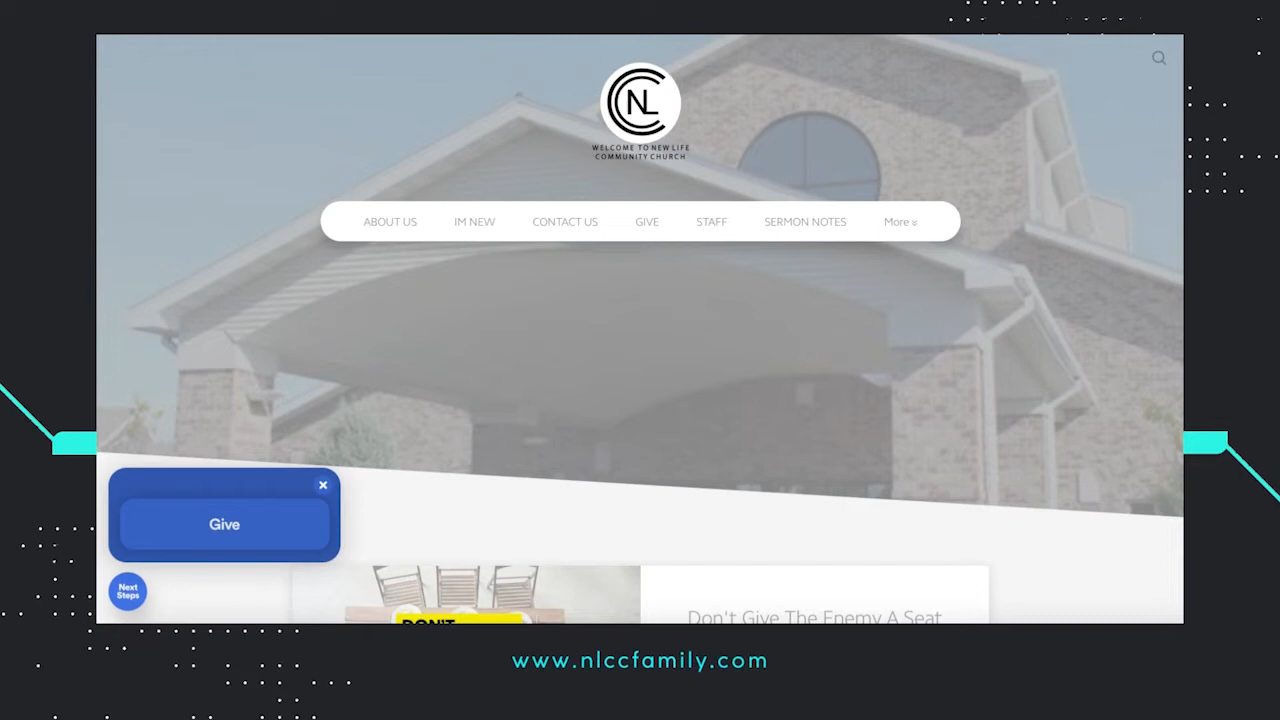 NL
WELCOME TO NEW LIFE
COMMUNITY CHURCH
ABOUT US IM NEW CONTACT US GIVE STAFF SERMON NOTES More
Give
Next
Steps
DON'T
Don't Give The Enemy A Seat
www.nlccfamily.com